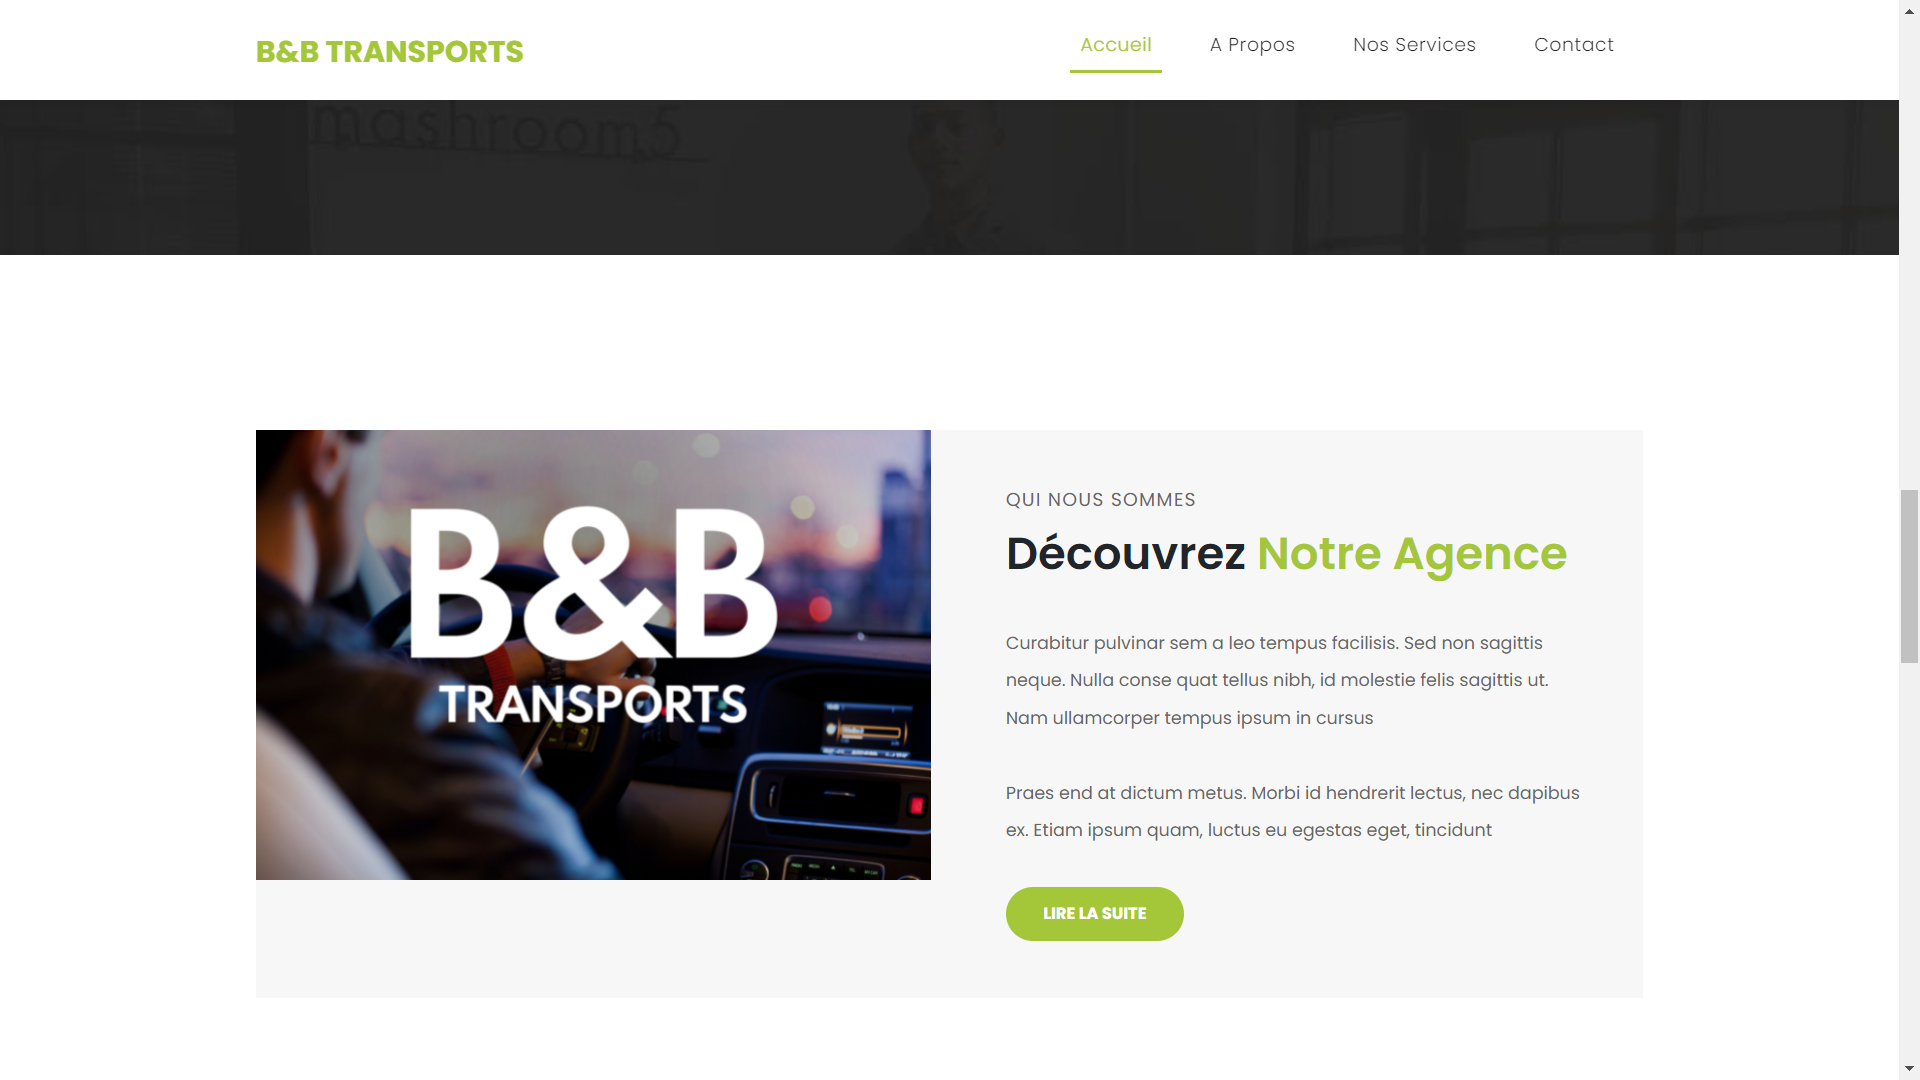 B&B TRANSPORTS
Accueil
A Propos
Nos Services
Contact
mashroom5
B&B
TRANSPORTS
QUI NOUS SOMMES
Découvrez Notre Agence
Curabitur pulvinar sem a leo tempus facilisis. Sed non sagittis
neque. Nulla conse quat tellus nibh, id molestie felis sagittis ut.
Nam ullamcorper tempus ipsum in cursus
Praes end at dictum metus. Morbi id hendrerit lectus, nec dapibus
ex. Etiam ipsum quam, luctus eu egestas eget, tincidunt
LIRE LA SUITE